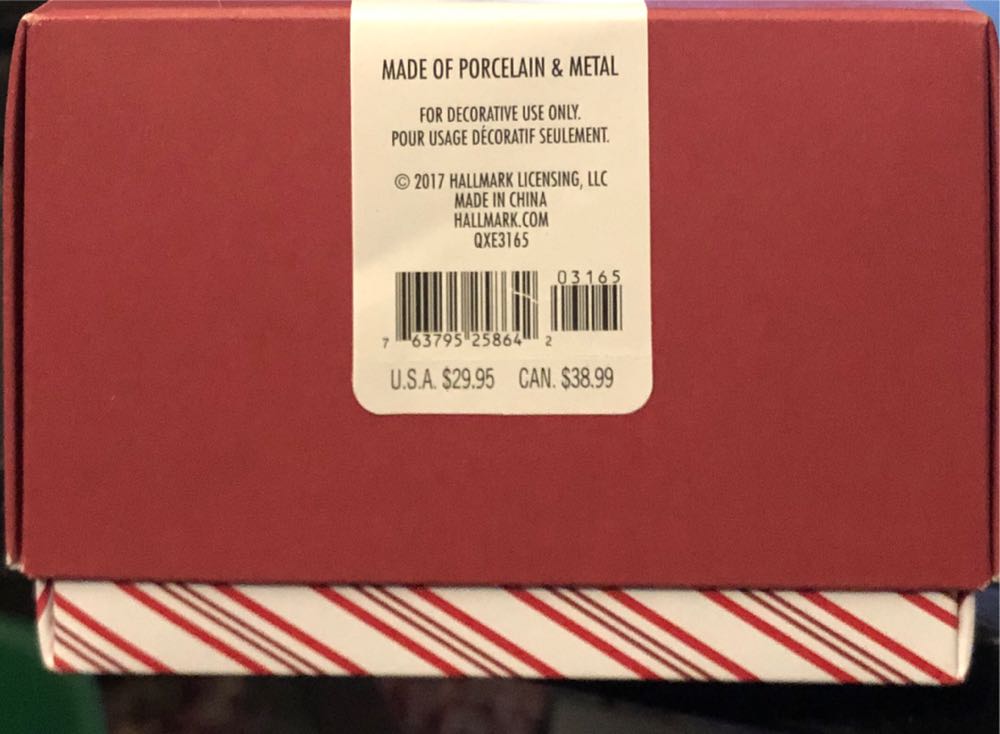 MADE OF PORCELAIN & METAL
FOR DECORATIVE USE ONLY.
POUR USAGE DÉCORATIF SEULEMENT.
© 2017 HALLMARK LICENSING, LLC
MADE IN CHINA
HALLMARK.COM
QXE3165
03165
7 63795 25864 2
U.S.A. $29.95 CAN. $38.99